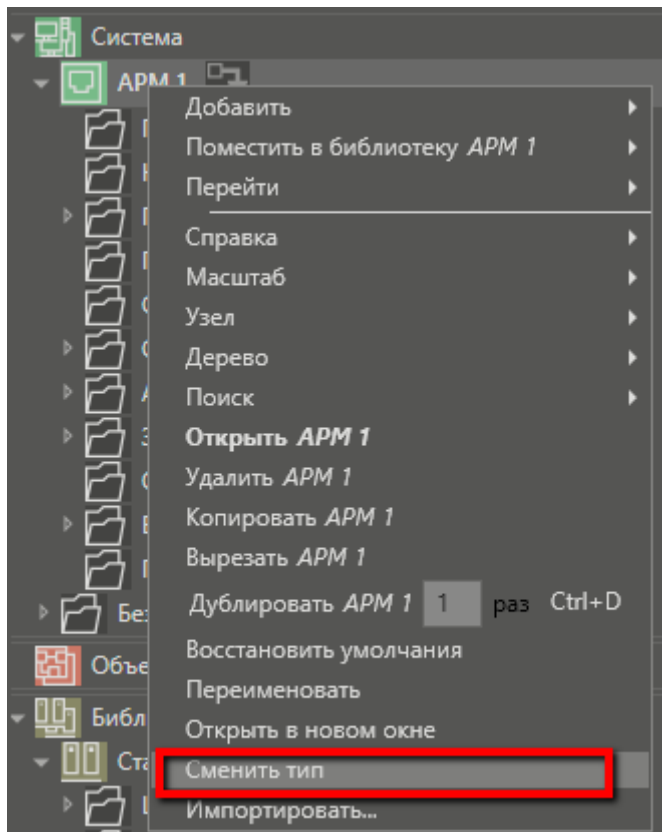 Система
АРМ 1
Добавить
Поместить в библиотеку АРМ 1
Перейти
Справка
Масштаб
Узел
Дерево
Поиск
Открыть АРМ 1
Удалить АРМ 1
Копировать АРМ 1
Вырезать АРМ 1
Дублировать АРМ 1 1 раз Ctrl+D
Восстановить умолчания
Переименовать
Открыть в новом окне
Сменить тип
Импортировать...